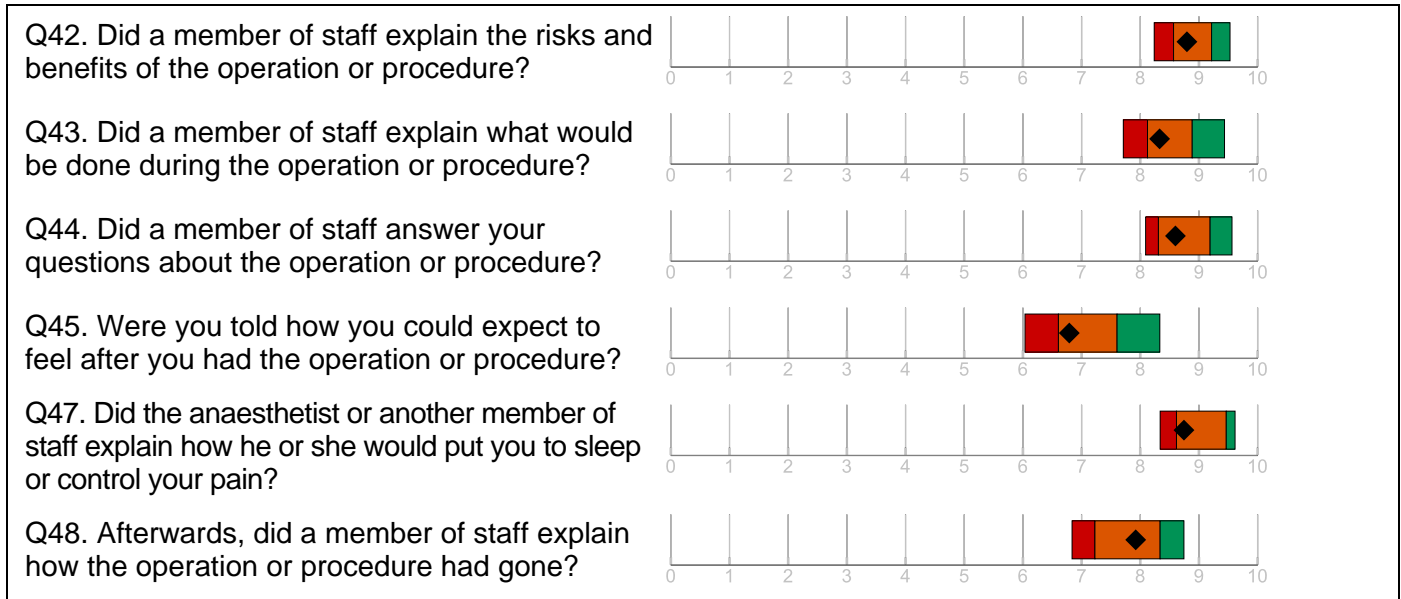 Q42. Did a member of staff explain the risks and
benefits of the operation or procedure?
0 1 2 3 4 5 6 7 8 9 10
Q43. Did a member of staff explain what would
be done during the operation or procedure?
0 1 2 3 4 5 6 7 8 9 10
Q44. Did a member of staff answer your
questions about the operation or procedure?
0 1 2 3 4 5 6 7 8 9 10
Q45. Were you told how you could expect to
feel after you had the operation or procedure?
0 1 2 3 4 5 6 7 8 9 10
Q47. Did the anaesthetist or another member of
staff explain how he or she would put you to sleep
or control your pain?
0 1 2 3 4 5 6 7 8 9 10
Q48. Afterwards, did a member of staff explain
how the operation or procedure had gone?
0 1 2 3 4 5 6 7 8 9 10